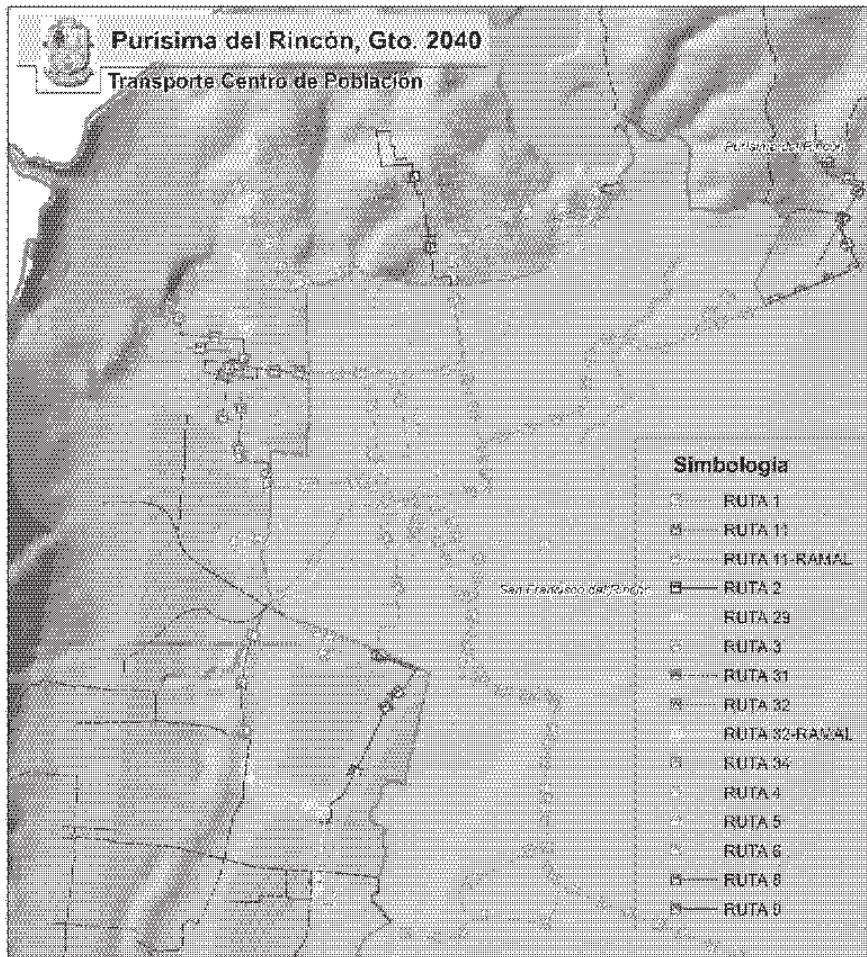 Purísima del Rincón, Gto. 2040
Transporte Centro de Población
Purísima del Rincón
San Francisco del Rincón
Simbología
RUTA 1
RUTA 11
RUTA 11-RAMAL
RUTA 2
RUTA 29
RUTA 3
RUTA 31
RUTA 32
RUTA 32-RAMAL
RUTA 34
RUTA 4
RUTA 5
RUTA 6
RUTA 8
RUTA 9